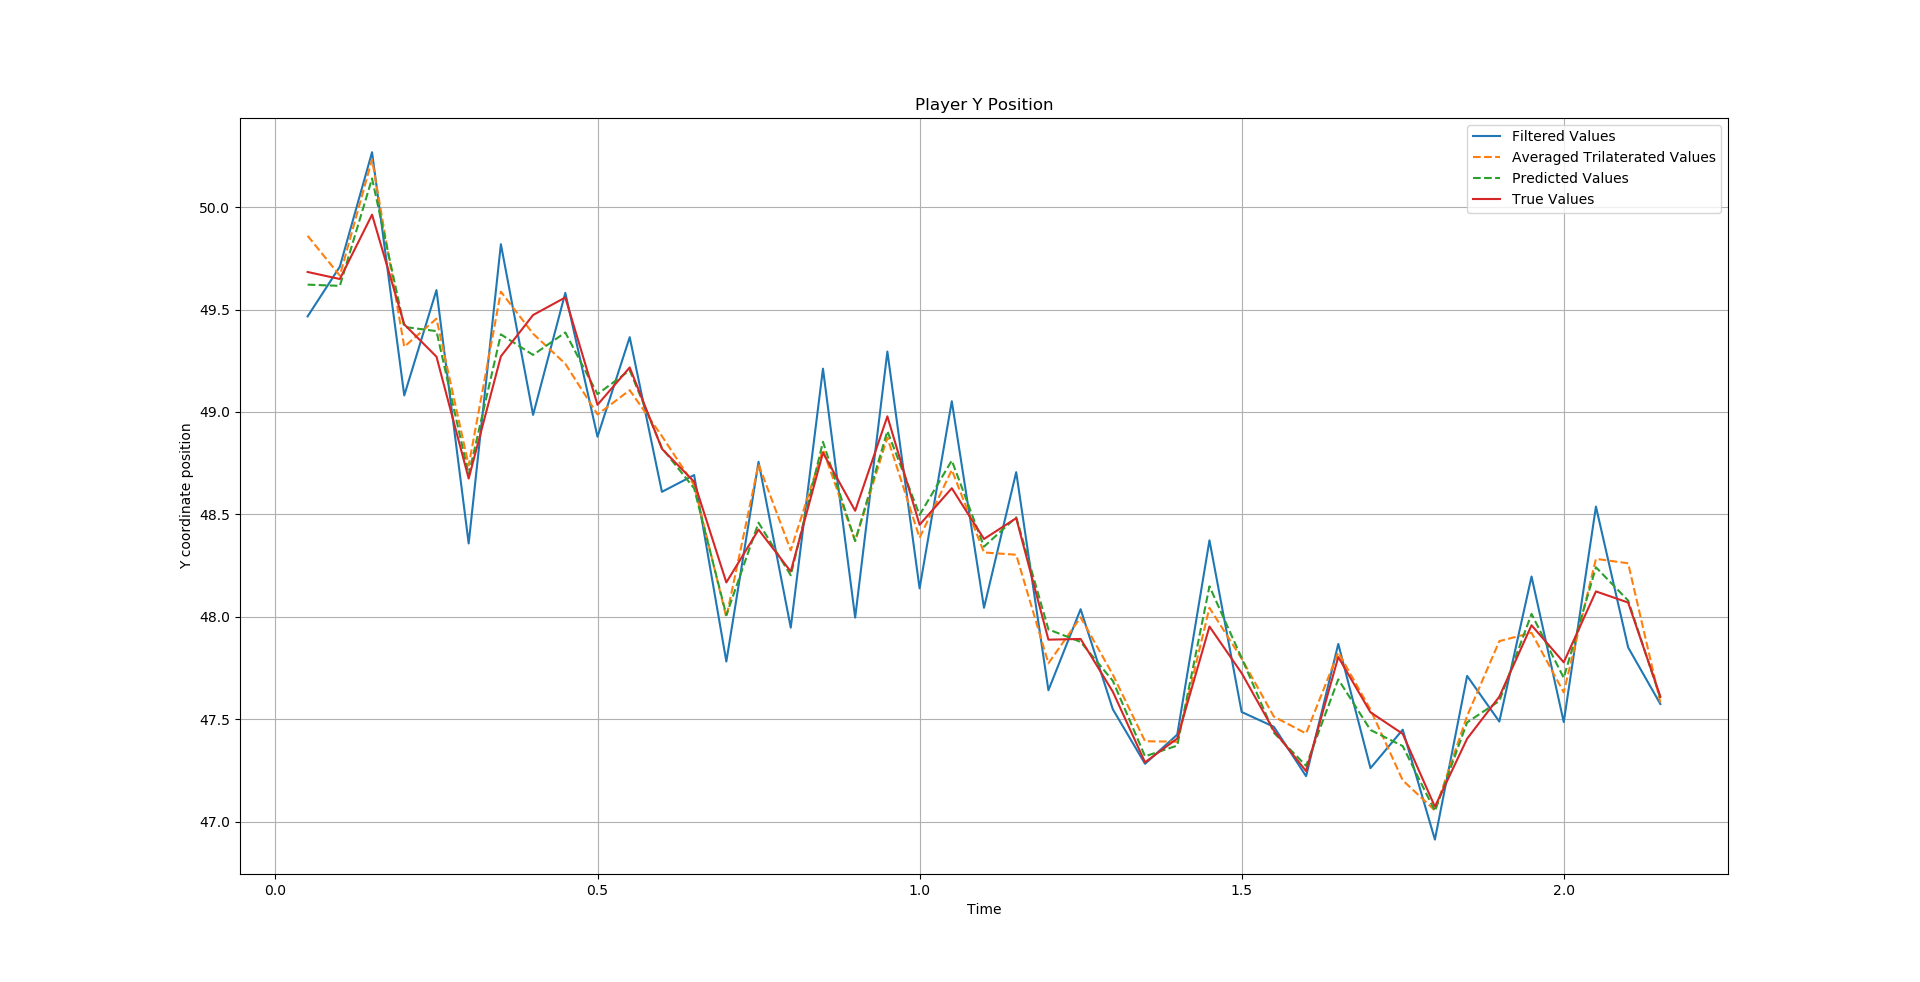 Player Y Position
Filtered Values
Averaged Trilaterated Values
Predicted Values
True Values
Y coordinate position
50.0
49.5
49.0
48.5
48.0
47.5
47.0
0.0 0.5 1.0 1.5 2.0
Time